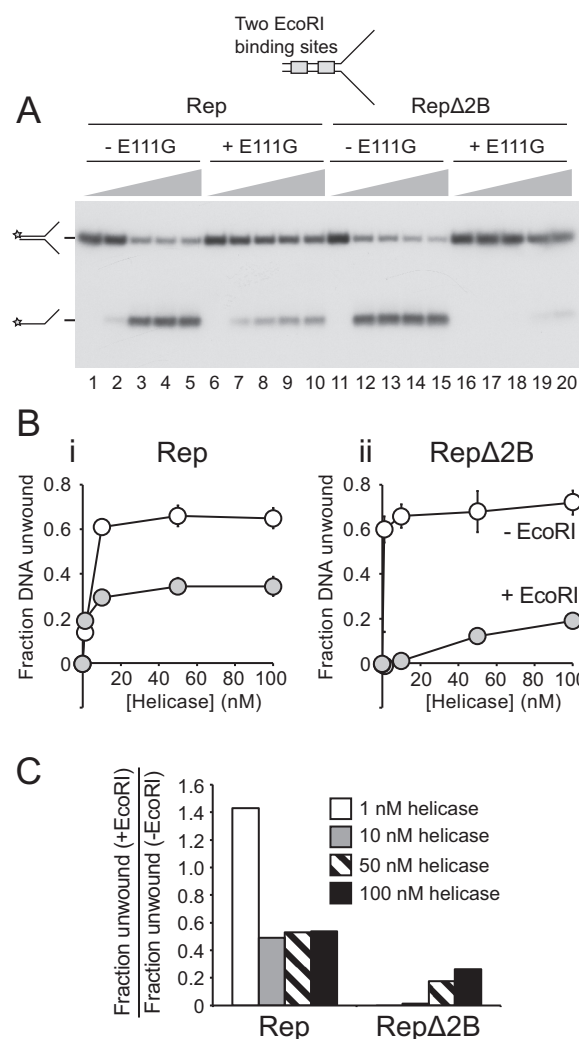 Two EcoRI
binding sites
A
Rep RepΔ2B
- E111G + E111G - E111G + E111G
1 2 3 4 5 6 7 8 9 10 11 12 13 14 15 16 17 18 19 20
B
i Rep
Fraction DNA unwound
0.8
0.6
0.4
0.2
0
20 40 60 80 100
[Helicase] (nM)
ii RepΔ2B
Fraction DNA unwound
0.8
0.6
0.4
0.2
0
- EcoRI
+ EcoRI
20 40 60 80 100
[Helicase] (nM)
C
Fraction unwound (+EcoRI)
Fraction unwound (-EcoRI)
1.6
1.4
1.2
1.0
0.8
0.6
0.4
0.2
0
1 nM helicase
10 nM helicase
50 nM helicase
100 nM helicase
Rep RepΔ2B